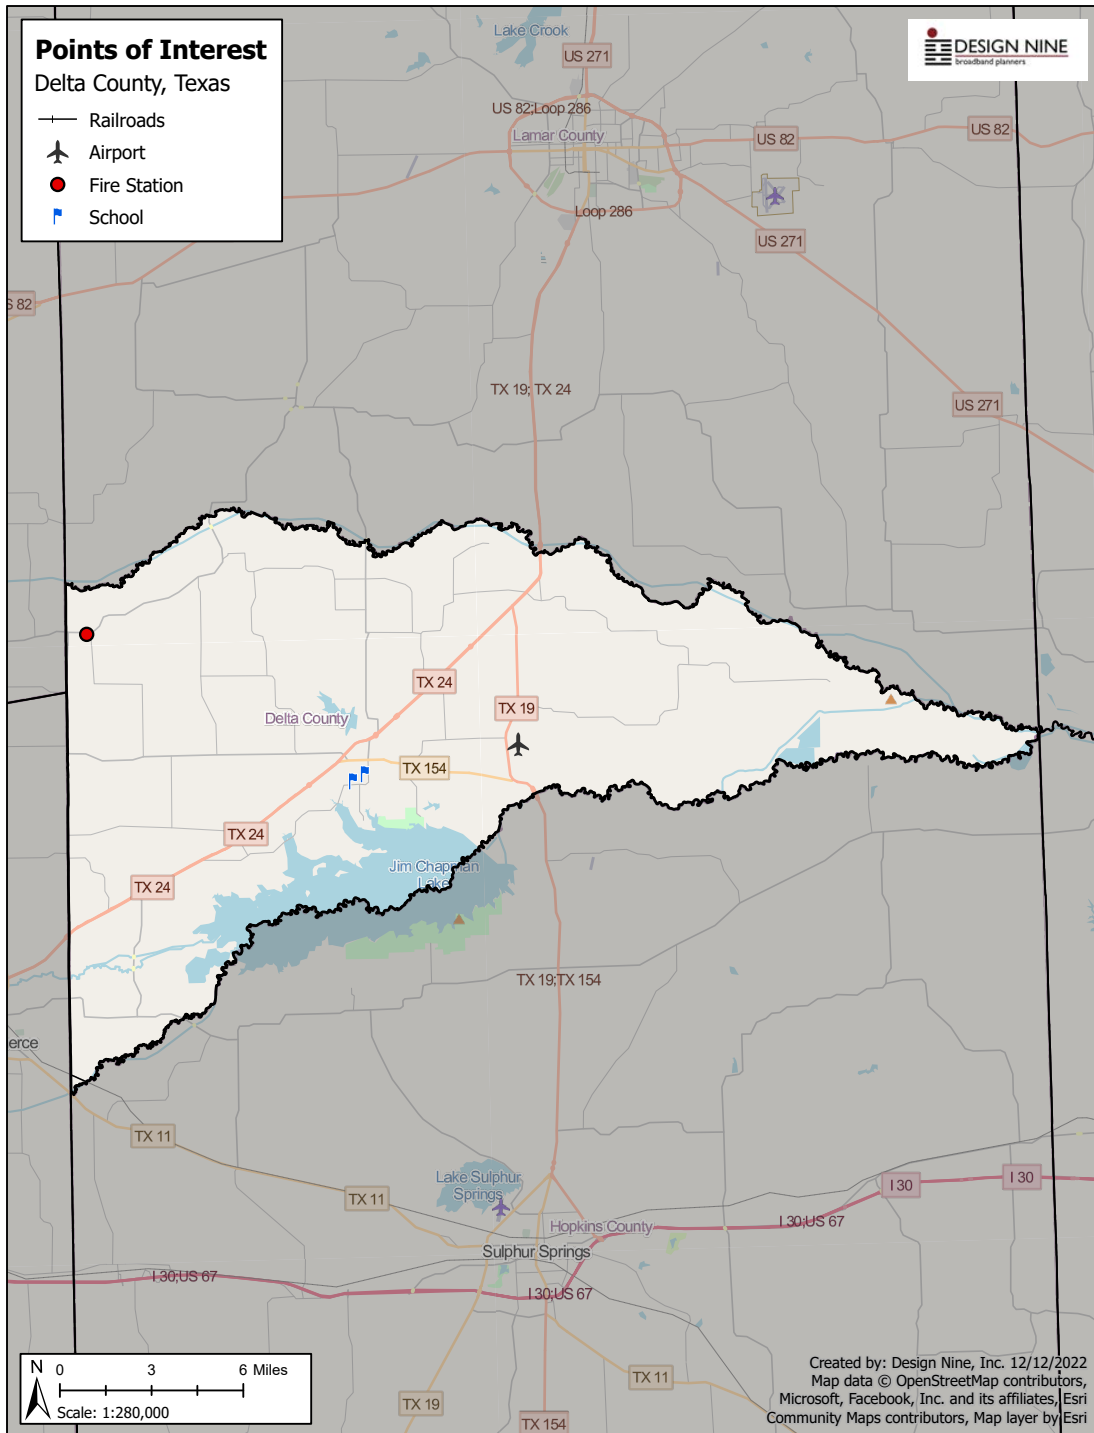 Points of Interest
Delta County, Texas
Railroads
Airport
Fire Station
School
DESIGN NINE
broadband planners
Lake Crook
US 271
US 82;Loop 286
Lamar County
US 82
US 82
Loop 286
US 271
S 82
TX 19; TX 24
US 271
TX 24
TX 19
Delta County
TX 154
TX 24
Jim Chapman
Lake
TX 24
TX 19;TX 154
erce
TX 11
Lake Sulphur
Springs
I 30
I 30
TX 11
Hopkins County
I 30;US 67
Sulphur Springs
I 30;US 67
I 30;US 67
TX 11
TX 19
TX 154
N
0 3 6 Miles
Scale: 1:280,000
Created by: Design Nine, Inc. 12/12/2022
Map data © OpenStreetMap contributors,
Microsoft, Facebook, Inc. and its affiliates, Esri
Community Maps contributors, Map layer by Esri